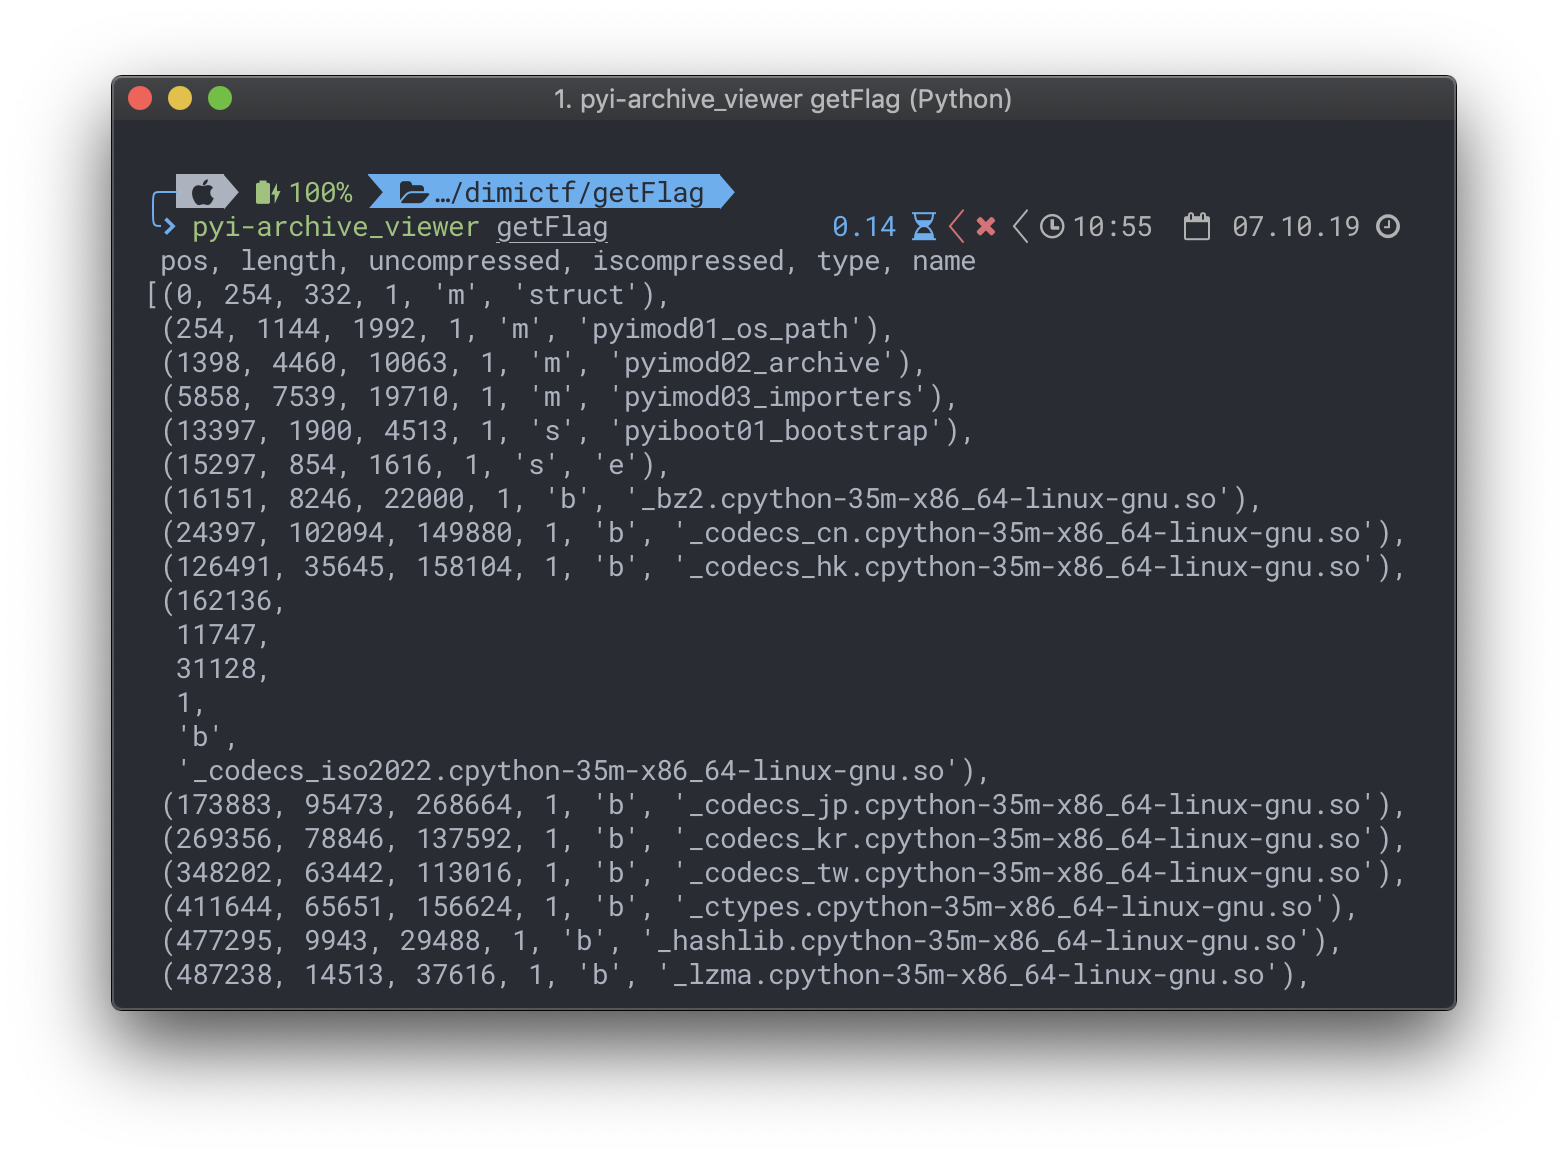 1. pyi-archive_viewer getFlag (Python)
100% …/dimictf/getFlag
pyi-archive_viewer getFlag 0.14 10:55 07.10.19
pos, length, uncompressed, iscompressed, type, name
[(0, 254, 332, 1, 'm', 'struct'),
(254, 1144, 1992, 1, 'm', 'pyimod01_os_path'),
(1398, 4460, 10063, 1, 'm', 'pyimod02_archive'),
(5858, 7539, 19710, 1, 'm', 'pyimod03_importers'),
(13397, 1900, 4513, 1, 's', 'pyiboot01_bootstrap'),
(15297, 854, 1616, 1, 's', 'e'),
(16151, 8246, 22000, 1, 'b', '_bz2.cpython-35m-x86_64-linux-gnu.so'),
(24397, 102094, 149880, 1, 'b', '_codecs_cn.cpython-35m-x86_64-linux-gnu.so'),
(126491, 35645, 158104, 1, 'b', '_codecs_hk.cpython-35m-x86_64-linux-gnu.so'),
(162136,
11747,
31128,
1,
'b',
'_codecs_iso2022.cpython-35m-x86_64-linux-gnu.so'),
(173883, 95473, 268664, 1, 'b', '_codecs_jp.cpython-35m-x86_64-linux-gnu.so'),
(269356, 78846, 137592, 1, 'b', '_codecs_kr.cpython-35m-x86_64-linux-gnu.so'),
(348202, 63442, 113016, 1, 'b', '_codecs_tw.cpython-35m-x86_64-linux-gnu.so'),
(411644, 65651, 156624, 1, 'b', '_ctypes.cpython-35m-x86_64-linux-gnu.so'),
(477295, 9943, 29488, 1, 'b', '_hashlib.cpython-35m-x86_64-linux-gnu.so'),
(487238, 14513, 37616, 1, 'b', '_lzma.cpython-35m-x86_64-linux-gnu.so'),